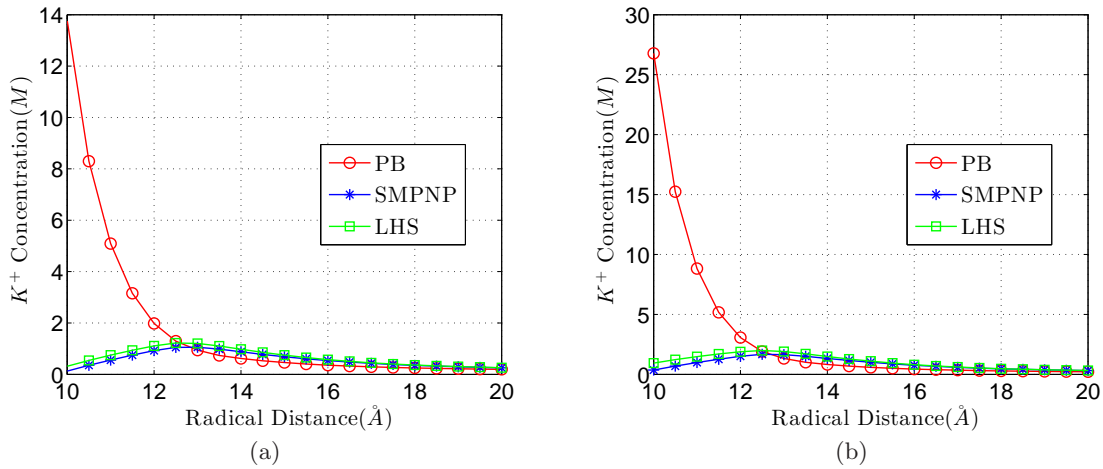 14
12
10
8
6
4
2
0
K+ Concentration(M)
10 12 14 16 18 20
Radical Distance(Å)
PB
SMPNP
LHS
(a)
30
25
20
15
10
5
0
K+ Concentration(M)
10 12 14 16 18 20
Radical Distance(Å)
PB
SMPNP
LHS
(b)